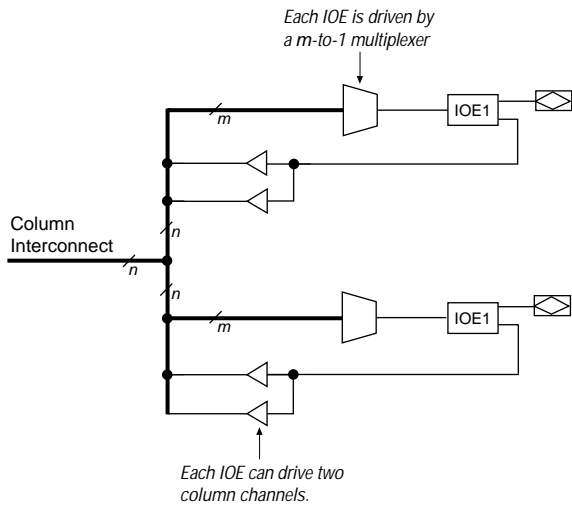 Each IOE is driven by
a m-to-1 multiplexer
IOE1
m
n
Column
Interconnect
n
n
m
IOE1
Each IOE can drive two
column channels.